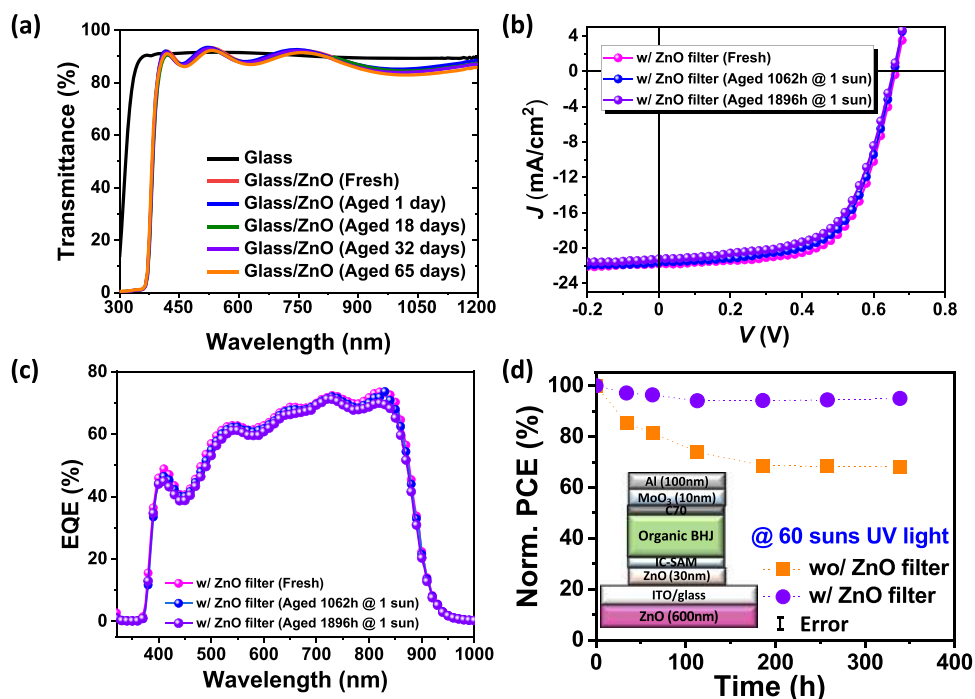 (a)
100
80
60
40
20
0
300
450
600
750
900
1050
1200
Transmittance (%)
Wavelength (nm)
Glass
Glass/ZnO (Fresh)
Glass/ZnO (Aged 1 day)
Glass/ZnO (Aged 18 days)
Glass/ZnO (Aged 32 days)
Glass/ZnO (Aged 65 days)
(b)
4
0
-4
-8
-12
-16
-20
-24
-0.2
0
0.2
0.4
0.6
0.8
J (mA/cm2)
V (V)
w/ ZnO filter (Fresh)
w/ ZnO filter (Aged 1062h @ 1 sun)
w/ ZnO filter (Aged 1896h @ 1 sun)
(c)
80
60
40
20
0
400
500
600
700
800
900
1000
EQE (%)
Wavelength (nm)
w/ ZnO filter (Fresh)
w/ ZnO filter (Aged 1062h @ 1 sun)
w/ ZnO filter (Aged 1896h @ 1 sun)
(d)
100
80
60
40
20
0
0
100
200
300
400
Norm. PCE (%)
Time (h)
Al (100nm)
MoO3 (10nm)
C70
Organic BHJ
IC-SAM
ZnO (30nm)
ITO/glass
ZnO (600nm)
@ 60 suns UV light
wo/ ZnO filter
w/ ZnO filter
Error